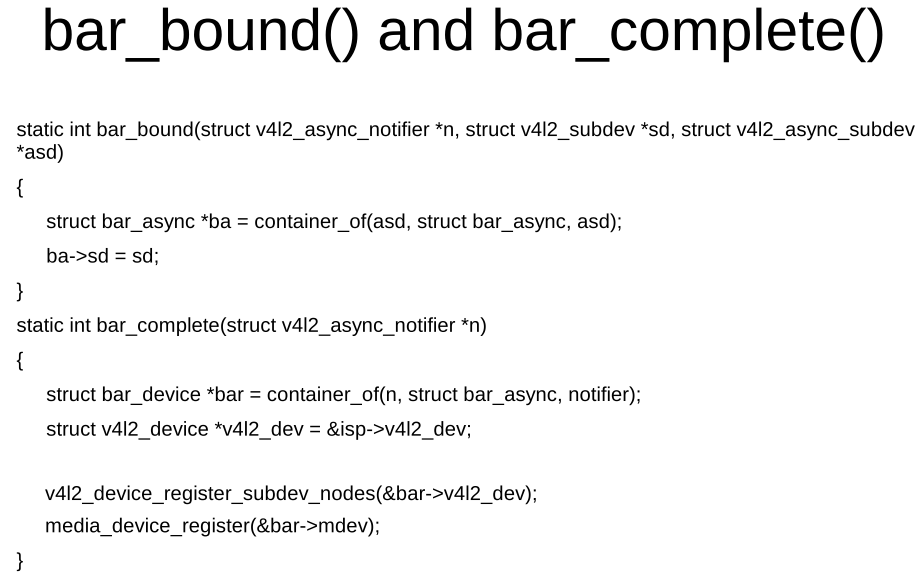 bar_bound() and bar_complete()
static int bar_bound(struct v4l2_async_notifier *n, struct v4l2_subdev *sd, struct v4l2_async_subdev
*asd)
{
struct bar_async *ba = container_of(asd, struct bar_async, asd);
ba->sd = sd;
}
static int bar_complete(struct v4l2_async_notifier *n)
{
struct bar_device *bar = container_of(n, struct bar_async, notifier);
struct v4l2_device *v4l2_dev = &isp->v4l2_dev;
v4l2_device_register_subdev_nodes(&bar->v4l2_dev);
media_device_register(&bar->mdev);
}